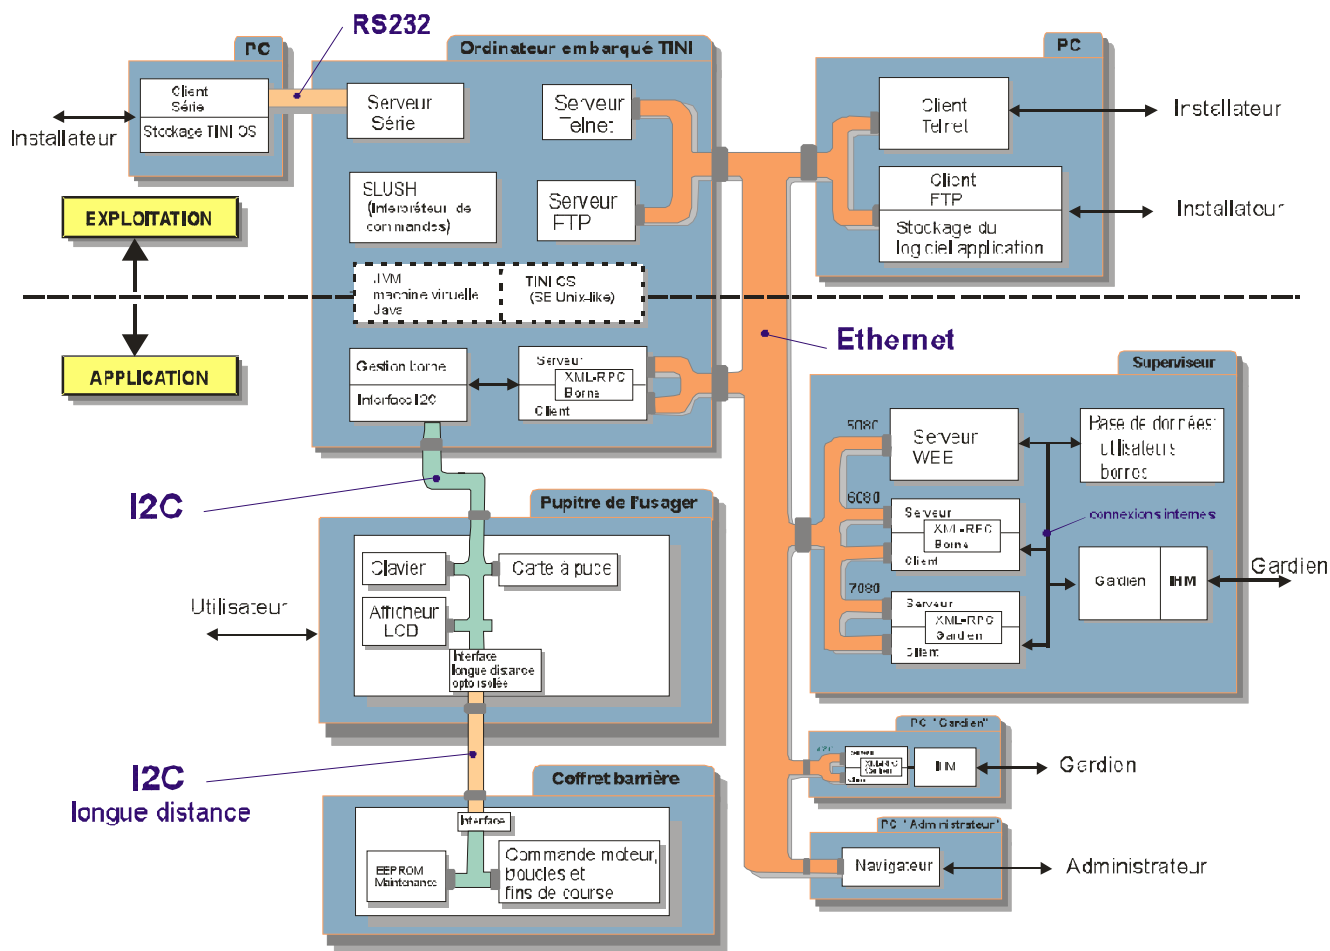 RS232
PC
Client
Série
Stockage TINI OS
Installateur
Ordinateur embarqué TINI
Serveur
Série
Serveur
Telnet
SLUSH
(Interpréteur de
commandes)
Serveur
FTP
JVM
machine virtuelle
Java
TINI OS
(SE Unix-like)
PC
Client
Telnet
Installateur
Client
FTP
Stockage du
logiciel application
Installateur
EXPLOITATION
APPLICATION
Gestion borne
Interface I2C
Serveur
XML-RPC
Borne
Client
Ethernet
Superviseur
5080
Serveur
WEB
Base de données:
utilisateurs
bornes
6080
Serveur
XML-RPC
Borne
Client
connexions internes
7080
Serveur
XML-RPC
Gardien
Client
Gardien
IHM
Gardien
I2C
Pupitre de l'usager
Clavier
Carte à puce
Afficheur
LCD
Interface
longue distance
optoisolée
Utilisateur
I2C
longue distance
Coffret barrière
Interface
EEPROM
Maintenance
Commande moteur,
boucles et
fins de course
PC "Gardien"
Serveur
XML-RPC
Gardien
Client
IHM
Gardien
PC "Administrateur"
Navigateur
Administrateur